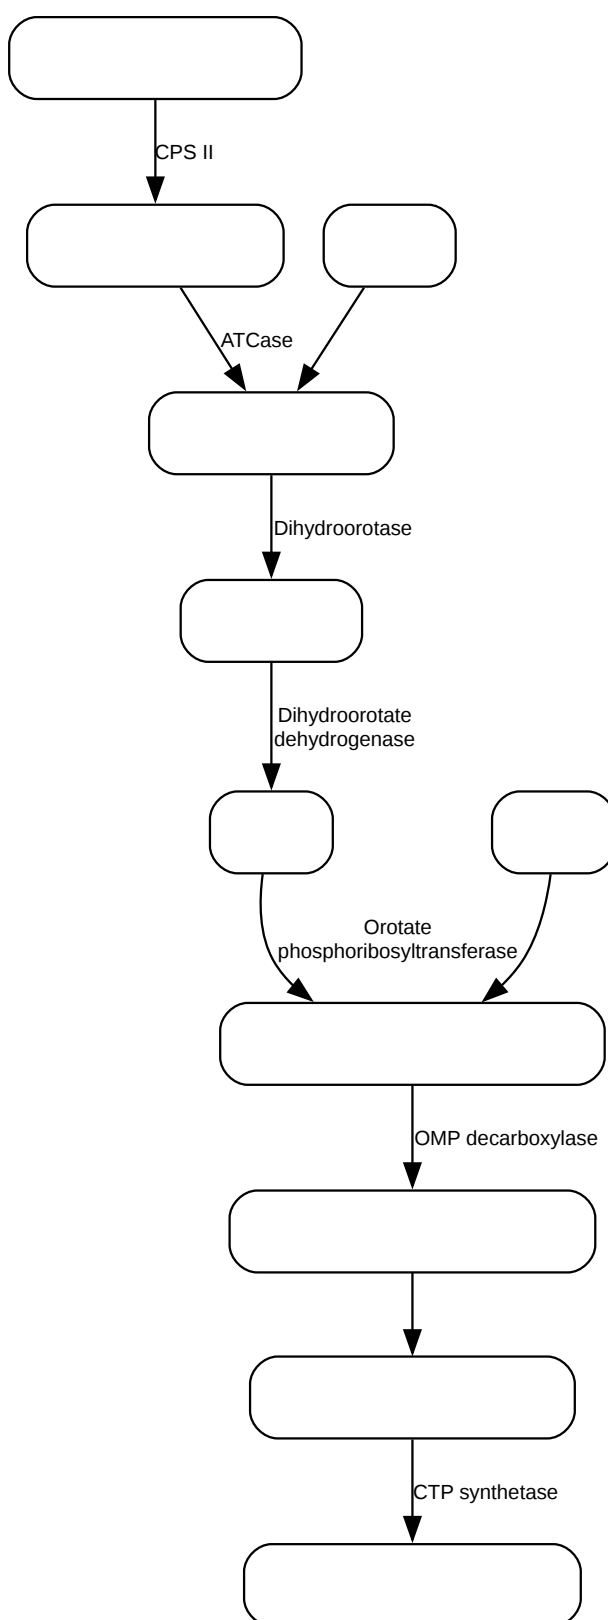 CPS II
ATCase
Dihydroorotase
Dihydroorotate
dehydrogenase
Orotate
phosphoribosyltransferase
OMP decarboxylase
CTP synthetase